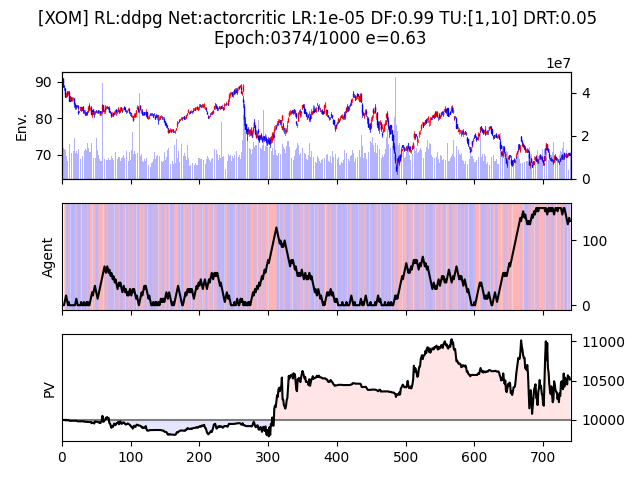 [XOM] RL:ddpg Net:actorcritic LR:1e-05 DF:0.99 TU:[1,10] DRT:0.05
Epoch:0374/1000 e=0.63
1e7
90
80
70
Env.
4
2
0
Agent
100
0
PV
11000
10500
10000
0 100 200 300 400 500 600 700